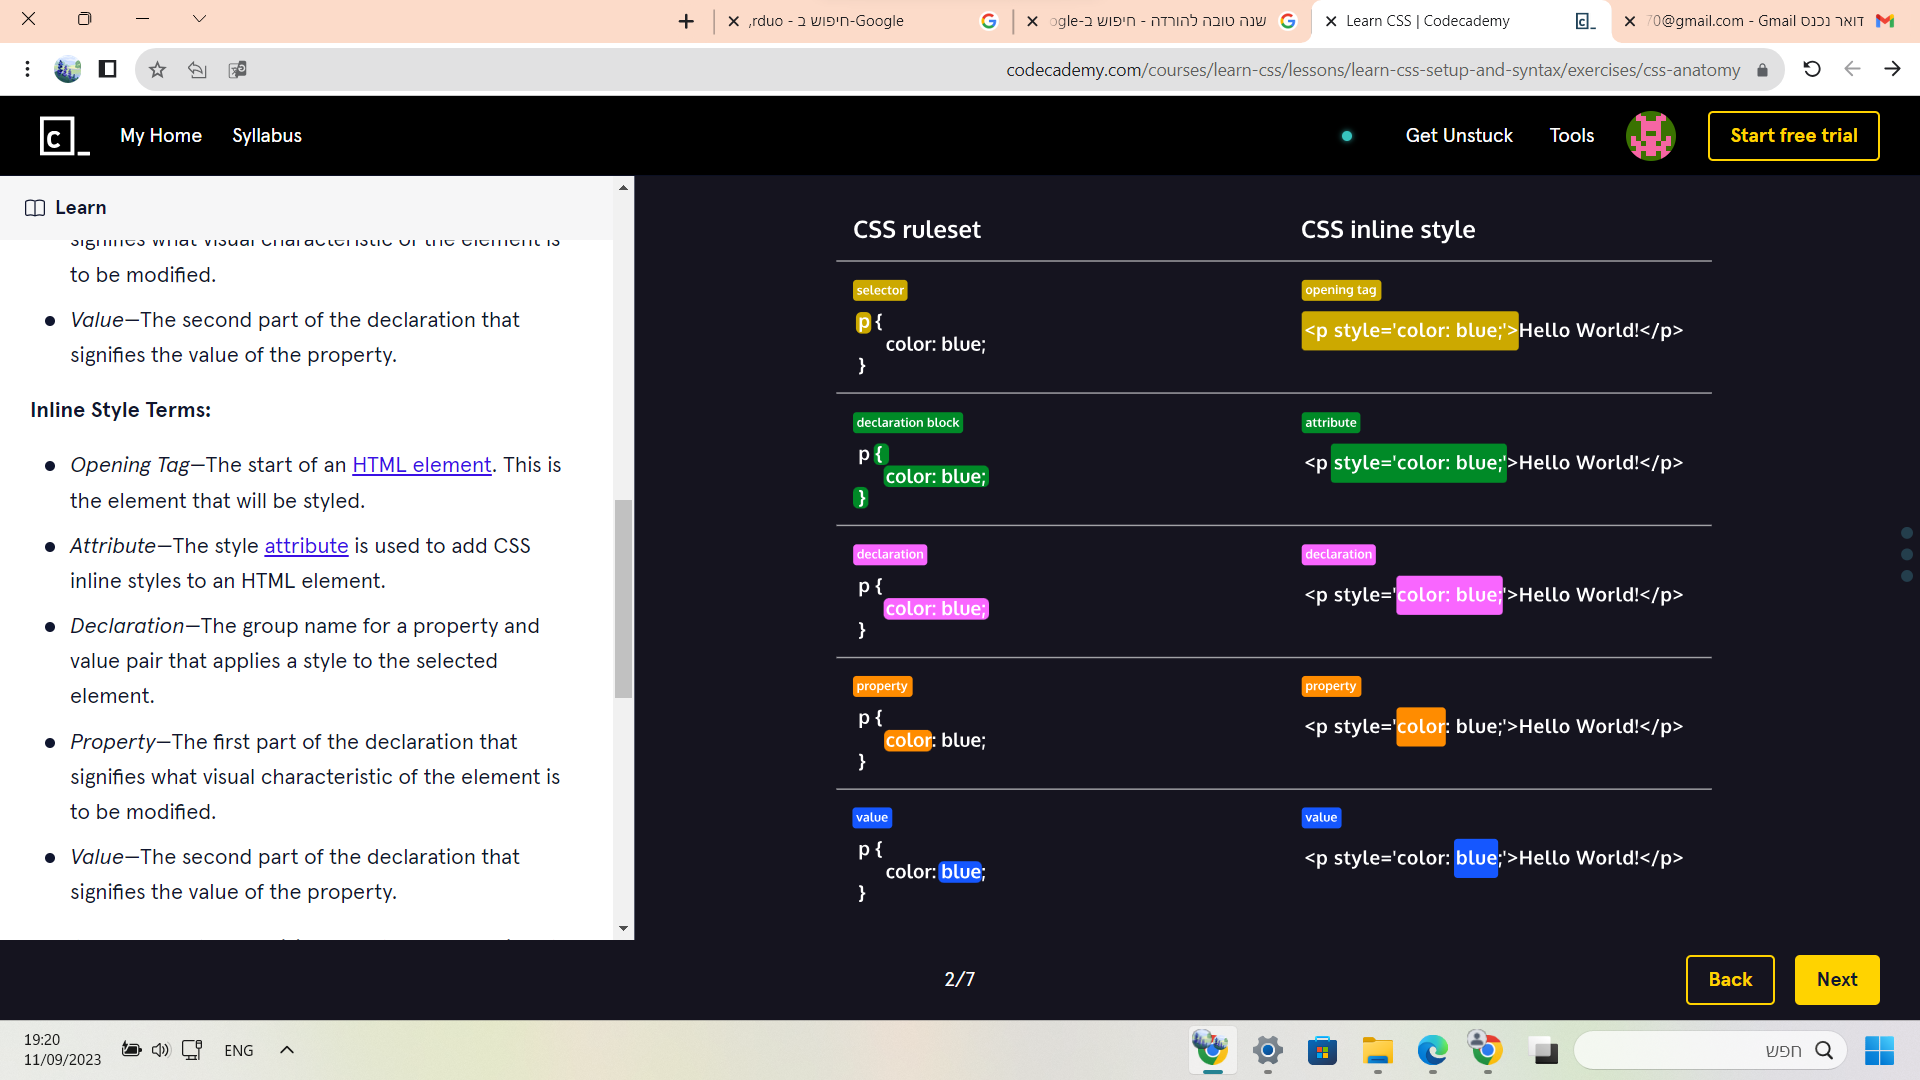 ,rduo - חיפוש ב-Google
שנה טובה להורדה - חיפוש ב-ogle
Learn CSS | Codecademy
דואר נכנס 70@gmail.com - Gmail
codecademy.com/courses/learn-css/lessons/learn-css-setup-and-syntax/exercises/css-anatomy
c_
My Home
Syllabus
Get Unstuck
Tools
Start free trial
Learn
signifies what visual characteristic of the element is
to be modified.
• Value—The second part of the declaration that
signifies the value of the property.
Inline Style Terms:
• Opening Tag—The start of an HTML element. This is
the element that will be styled.
• Attribute—The style attribute is used to add CSS
inline styles to an HTML element.
• Declaration—The group name for a property and
value pair that applies a style to the selected
element.
• Property—The first part of the declaration that
signifies what visual characteristic of the element is
to be modified.
• Value—The second part of the declaration that
signifies the value of the property.
CSS ruleset
CSS inline style
selector
p {
color: blue;
}
opening tag
<p style='color: blue;'>Hello World!</p>
declaration block
p {
color: blue;
}
attribute
<p style='color: blue;'>Hello World!</p>
declaration
p {
color: blue;
}
declaration
<p style='color: blue;'>Hello World!</p>
property
p {
color: blue;
}
property
<p style='color: blue;'>Hello World!</p>
value
p {
color: blue;
}
value
<p style='color: blue;'>Hello World!</p>
2/7
Back
Next
19:20
11/09/2023
ENG
חפש